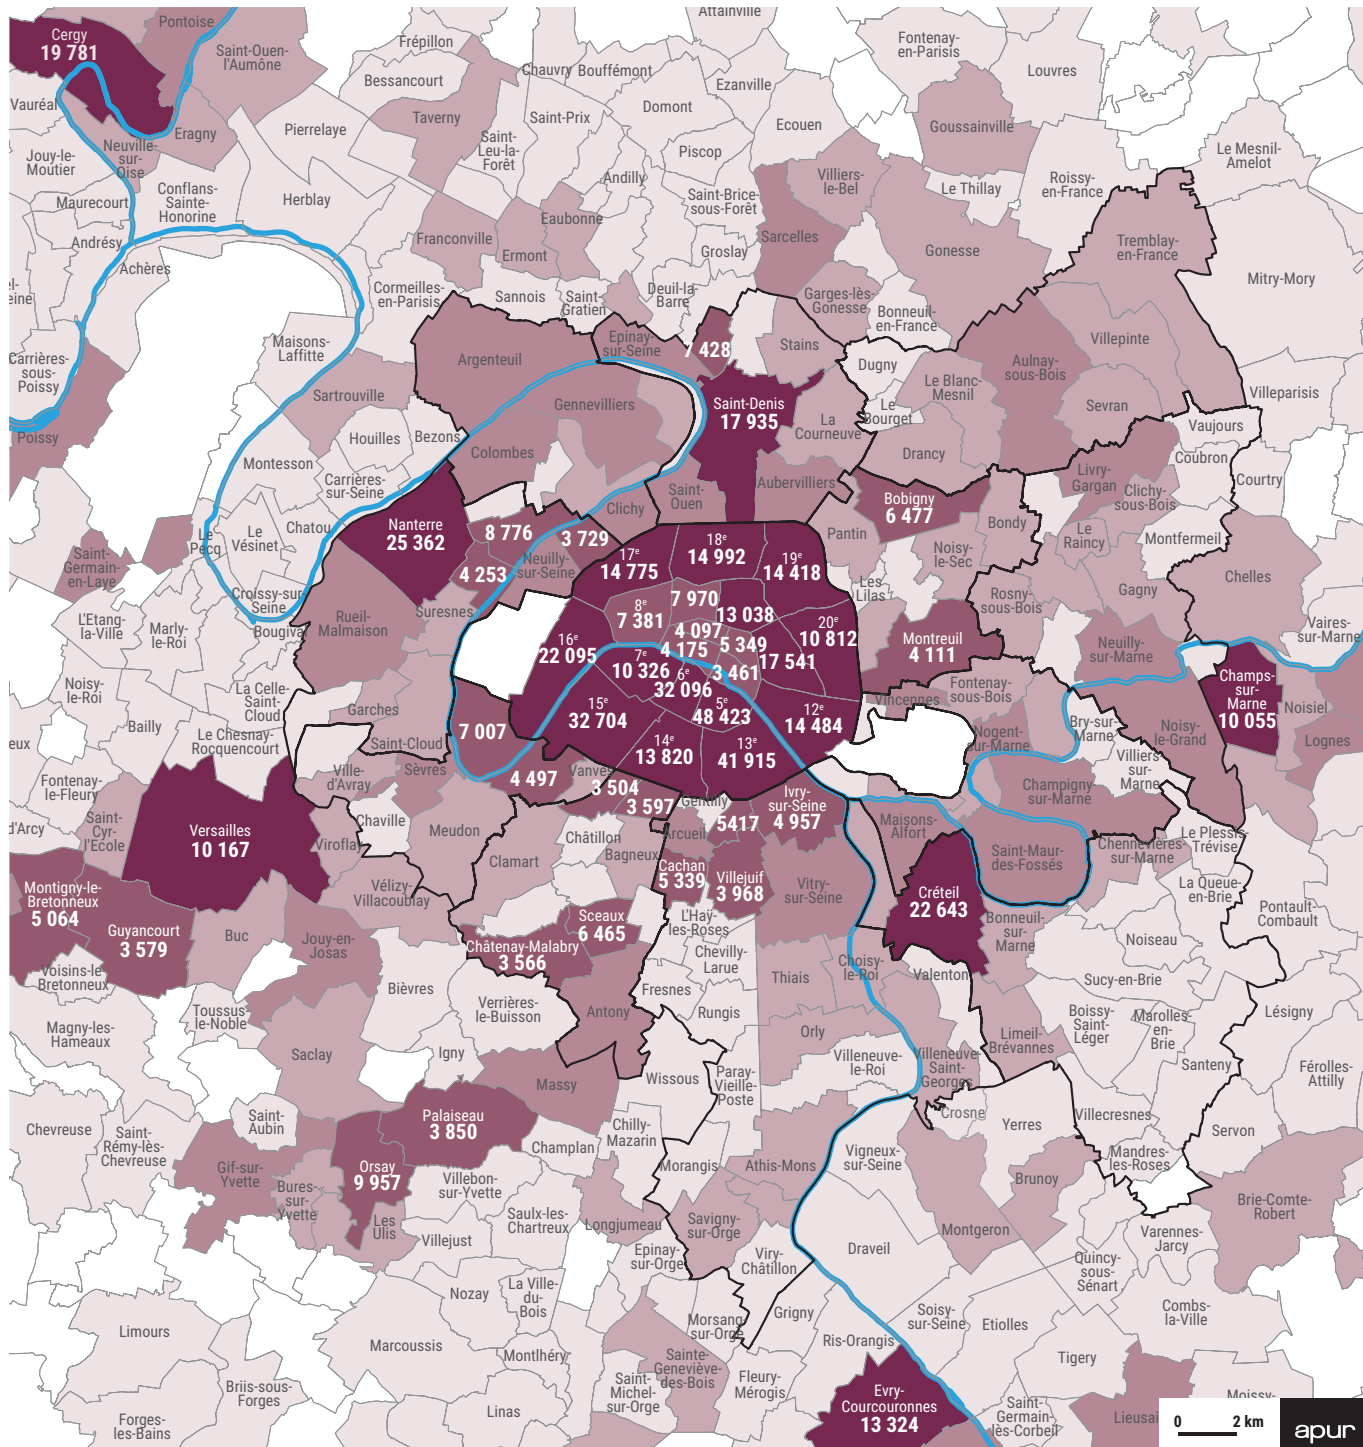 Attainville
Pontoise
Cergy
19 781
Saint-Ouen-
l'Aumône
Frépillon
Fontenay-
en-Parisis
Louvres
Bessancourt
Chauvry
Bouffémont
Ezanville
Vauréal
Domont
Taverny
Saint-Prix
Ecouen
Goussainville
Eragny
Pierrelaye
Neuville-
sur-
Oise
Saint-
Leu-la-
Forêt
Piscop
Le Mesnil-
Amelot
Jouy-le-
Moutier
Andilly
Villiers-
le-Bel
Le Thillay
Roissy-
en-France
Maurecourt
Conflans-
Sainte-
Honorine
Herblay
Saint-Brice-
sous-Forêt
Eaubonne
Franconville
Ermont
Sarcelles
Groslay
Gonesse
Tremblay-
en-France
Andrésy
Achères
Mitry-Mory
Cormeilles-
en-Parisis
Sannois
Saint-
Gratien
Deuil-la-
Barre
Garges-lès-
Gonesse
Bonneuil-
en-France
el-
eine
Maisons-
Laffitte
Argenteuil
Epinay-
sur-Seine
7 428
Stains
Villepinte
Carrières-
sous-
Poissy
Dugny
Aulnay-
sous-Bois
Le Blanc-
Mesnil
Villeparisis
Sartrouville
Gennevilliers
Saint-Denis
17 935
Le
Bourget
Sevran
La
Courneuve
Vaujours
Poissy
Houilles
Bezons
Colombes
Drancy
Coubron
Montesson
Carrières-
sur-Seine
Saint-
Ouen
Aubervilliers
Livry-
Gargan
Clichy-
sous-Bois
Courtry
Bobigny
6 477
Clichy
Chatou
Nanterre
25 362
8 776
3 729
Pantin
Bondy
Le
Raincy
Montfermeil
Le
Pecq
Le
Vésinet
18e
14 992
17e
14 775
19e
14 418
Noisy-
le-Sec
Saint-
Germain-
en-Laye
4 253
Neuilly-
sur-Seine
Les
Lilas
Chelles
Gagny
Rosny-
sous-Bois
Croissy-sur-
Seine
Suresnes
8e
7 381
7 970
13 038
L'Etang-
la-Ville
Marly-
le-Roi
Bougival
Rueil-
Malmaison
4 097
5 349
20e
10 812
Montreuil
4 111
Neuilly-
sur-Marne
Vaires-
sur-Marne
16e
22 095
4 175
7e
10 326
17 541
3 461
6e
32 096
Noisy-
le-Roi
La Celle-
Saint-
Cloud
Garches
Vincennes
Fontenay-
sous-Bois
Champs-
sur-
Marne
10 055
15e
32 704
5e
48 423
12e
14 484
Noisiel
Bailly
Le Chesnay-
Rocquencourt
7 007
Bry-sur-
Marne
Noisy-
le-Grand
Nogent-
sur-Marne
Saint-Cloud
14e
13 820
13e
41 915
Lognes
eux
Fontenay-
le-Fleury
Ville-
d'Avray
Sèvres
4 497
Vanves
3 504
Villiers
sur-
Marne
Champigny-
sur-Marne
3 597
Gentilly
Ivry-
sur-Seine
4 957
d'Arcy
Saint-
Cyr-
l'Ecole
Versailles
10 167
Chaville
Meudon
Châtillon
Arcueil
5417
Maisons-
Alfort
Le Plessis-
Trévise
Viroflay
Clamart
Bagneux
Cachan
5 339
Villejuif
3 968
Saint-Maur-
des-Fossés
Chennevières-
sur-Marne
Montigny-le-
Bretonneux
5 064
Vélizy-
Villacoublay
Vitry-
sur-Seine
Créteil
22 643
La Queue-
en-Brie
Guyancourt
3 579
Buc
Jouy-en-
Josas
Sceaux
6 465
L'Haÿ-
les-Roses
Bonneuil-
sur-
Marne
Pontault-
Combault
Châtenay-Malabry
3 566
Noiseau
Voisins-le-
Bretonneux
Chevilly-
Larue
Choisy-
le-Roi
Valenton
Sucy-en-Brie
Bièvres
Fresnes
Thiais
Toussus-
le-Noble
Verrières-
le-Buisson
Antony
Rungis
Boissy-
Saint-
Léger
Marolles-
en-
Brie
Lésigny
Magny-les-
Hameaux
Orly
Limeil-
Brévannes
Saclay
Igny
Villeneuve-
le-Roi
Villeneuve-
Saint-
Georges
Santeny
Wissous
Paray-
Vieille-
Poste
Férolles-
Attilly
Massy
Palaiseau
3 850
Saint-
Aubin
Crosne
Yerres
Villecresnes
Chevreuse
Saint-
Rémy-lès-
Chevreuse
Chilly-
Mazarin
Champlan
Vigneux-
sur-Seine
Servon
Mandres-
les-Roses
Gif-sur-
Yvette
Orsay
9 957
Morangis
Athis-Mons
Villebon-
sur-Yvette
Brunoy
Bures-
sur-
Yvette
Brie-Comte-
Robert
Les
Ulis
Saulx-les-
Chartreux
Longjumeau
Savigny-
sur-Orge
Montgeron
Villejust
Draveil
Varennes-
Jarcy
Epinay-
sur-Orge
Viry-
Châtillon
Quincy-
sous-
Sénart
Nozay
La Ville-
du-
Bois
Limours
Marcoussis
Morsang-
sur-Orge
Grigny
Soisy-
sur-Seine
Etiolles
Combs-
la-Ville
Montlhéry
Sainte-
Geneviève-
des-Bois
Ris-Orangis
Tigery
Briis-sous-
Forges
Saint-
Michel-
sur-Orge
Fleury-
Mérogis
Evry-
Courcouronnes
13 324
Moissy-
Forges-
les-Bains
Linas
Saint-
Germain-
lès-Corbeil
Lieusai
0 2 km
apur